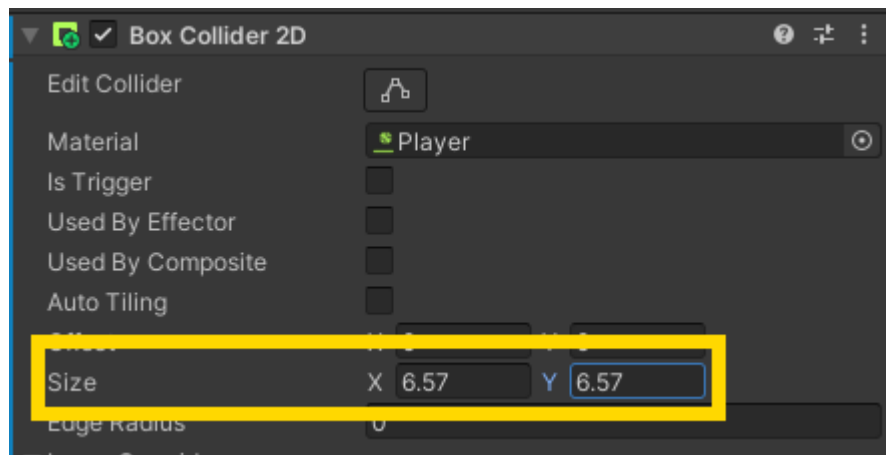 Box Collider 2D
Edit Collider
Material Player
Is Trigger
Used By Effector
Used By Composite
Auto Tiling
Size X 6.57 Y 6.57
Edge Radius 0